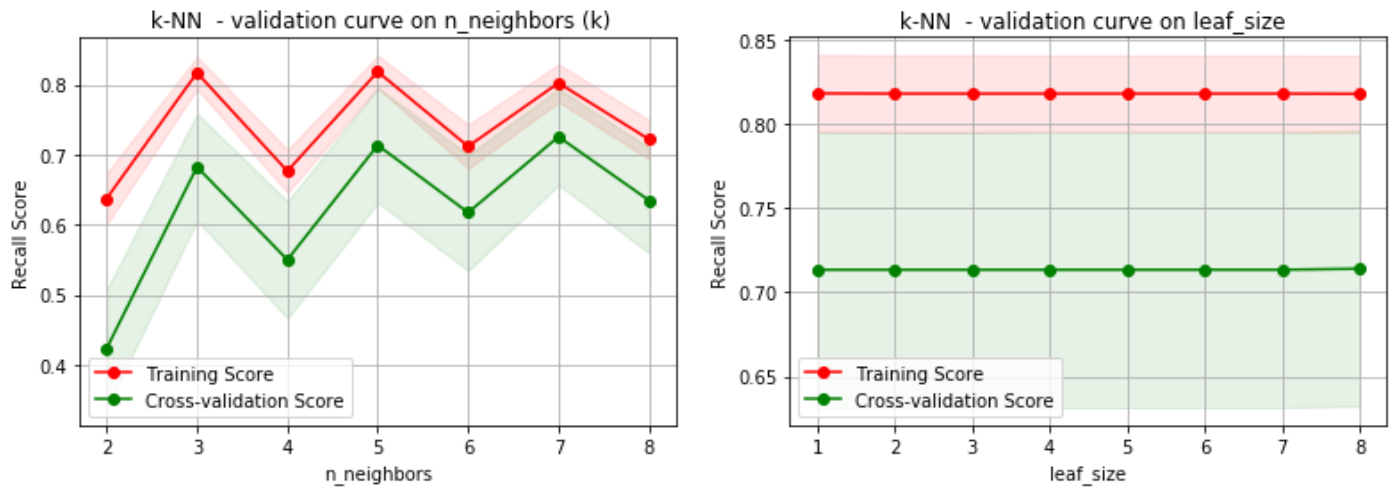 k-NN - validation curve on n_neighbors (k)
Recall Score
0.8
0.7
0.6
0.5
0.4
Training Score
Cross-validation Score
2 3 4 5 6 7 8
n_neighbors
k-NN - validation curve on leaf_size
Recall Score
0.85
0.80
0.75
0.70
0.65
Training Score
Cross-validation Score
1 2 3 4 5 6 7 8
leaf_size